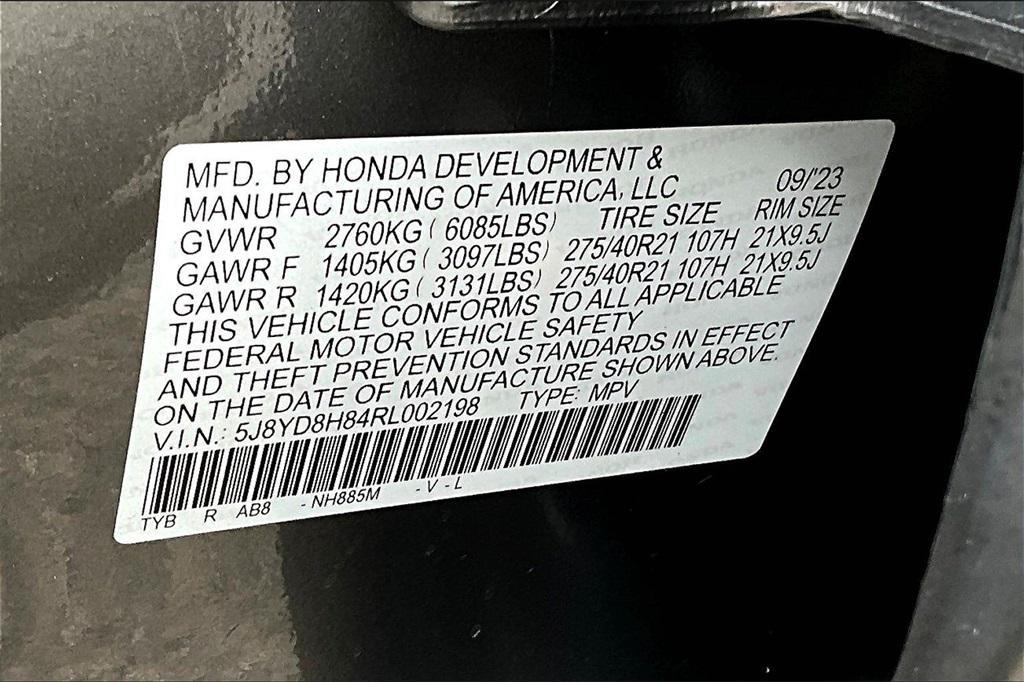 MFD. BY HONDA DEVELOPMENT &
MANUFACTURING OF AMERICA, LLC 09/'23
GVWR 2760KG ( 6085LBS) TIRE SIZE RIM SIZE
GAWR F 1405KG ( 3097LBS) 275/40R21 107H 21X9.5J
GAWR R 1420KG ( 3131LBS) 275/40R21 107H 21X9.5J
THIS VEHICLE CONFORMS TO ALL APPLICABLE
FEDERAL MOTOR VEHICLE SAFETY
AND THEFT PREVENTION STANDARDS IN EFFECT
ON THE DATE OF MANUFACTURE SHOWN ABOVE.
V.I.N.: 5J8YD8H84RL002198 TYPE: MPV
TYB R AB8 - NH885M - V - L